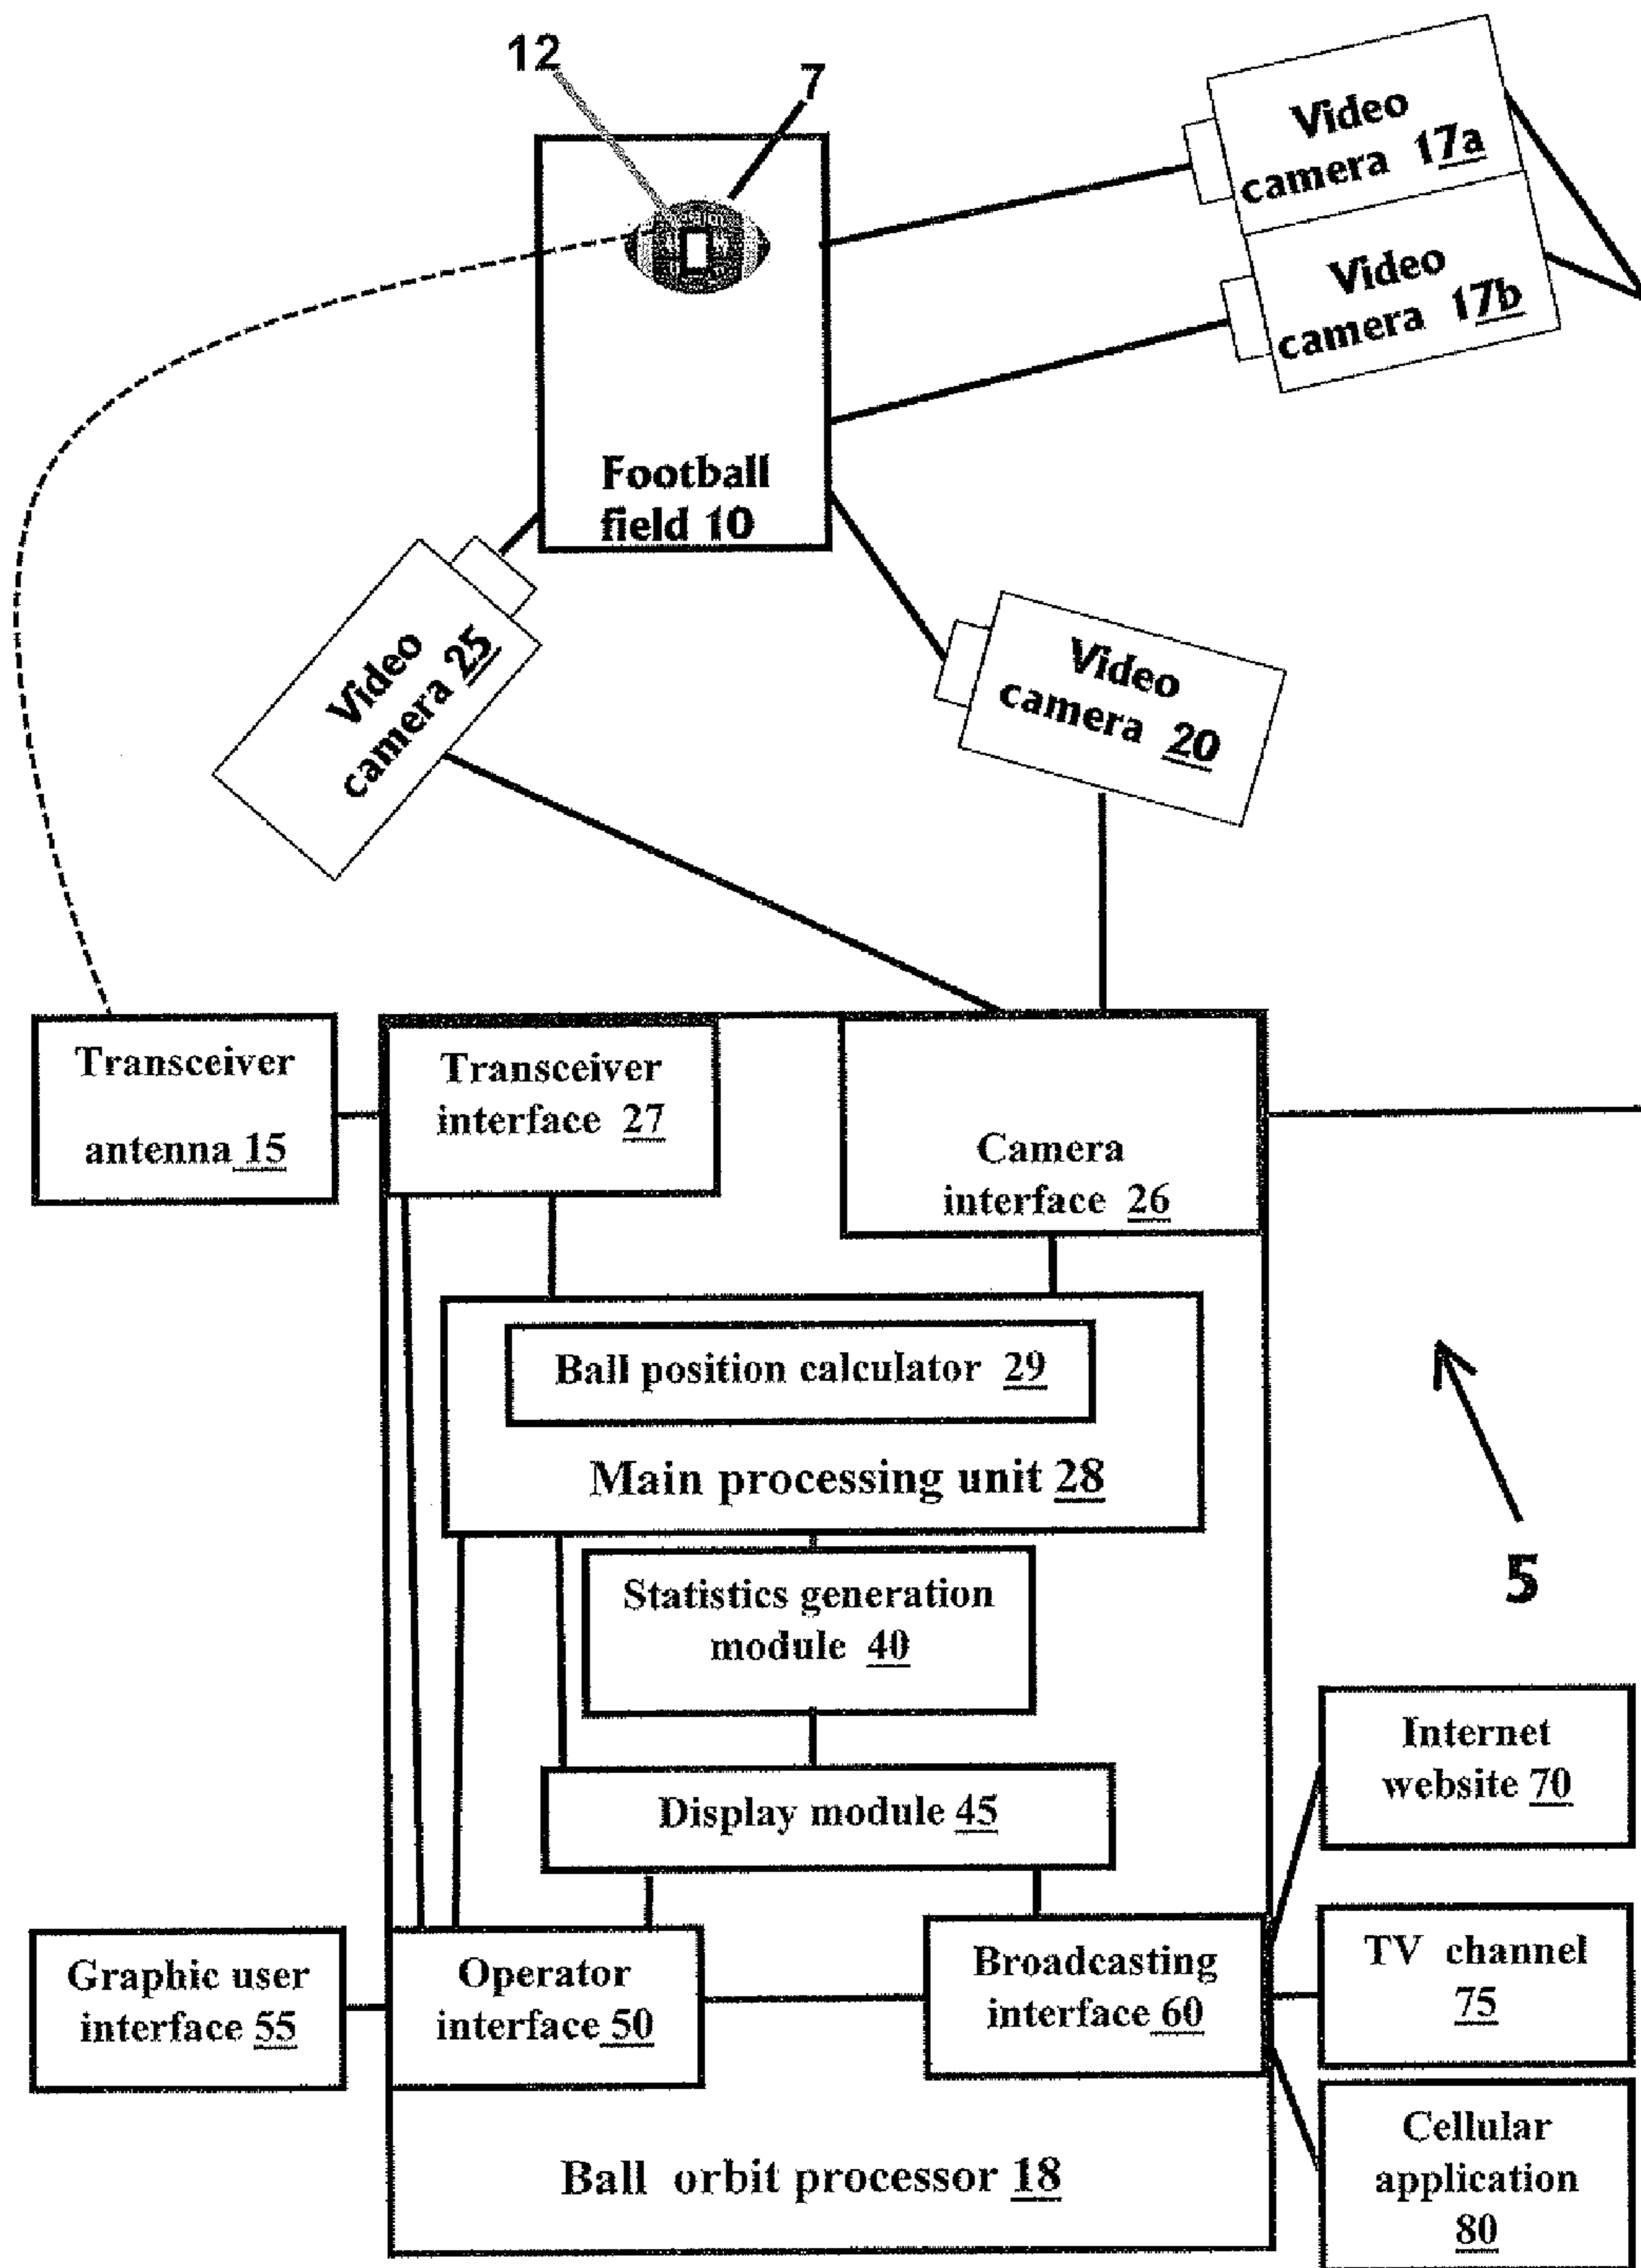 12
7
Video
camera 17a
Video
camera 17b
Football
field 10
Video
camera 25
Video
camera 20
Transceiver
antenna 15
Transceiver
interface 27
Camera
interface 26
Ball position calculator 29
Main processing unit 28
5
Statistics generation
module 40
Internet
website 70
Display module 45
Graphic user
interface 55
Operator
interface 50
Broadcasting
interface 60
TV channel
75
Ball orbit processor 18
Cellular
application
80